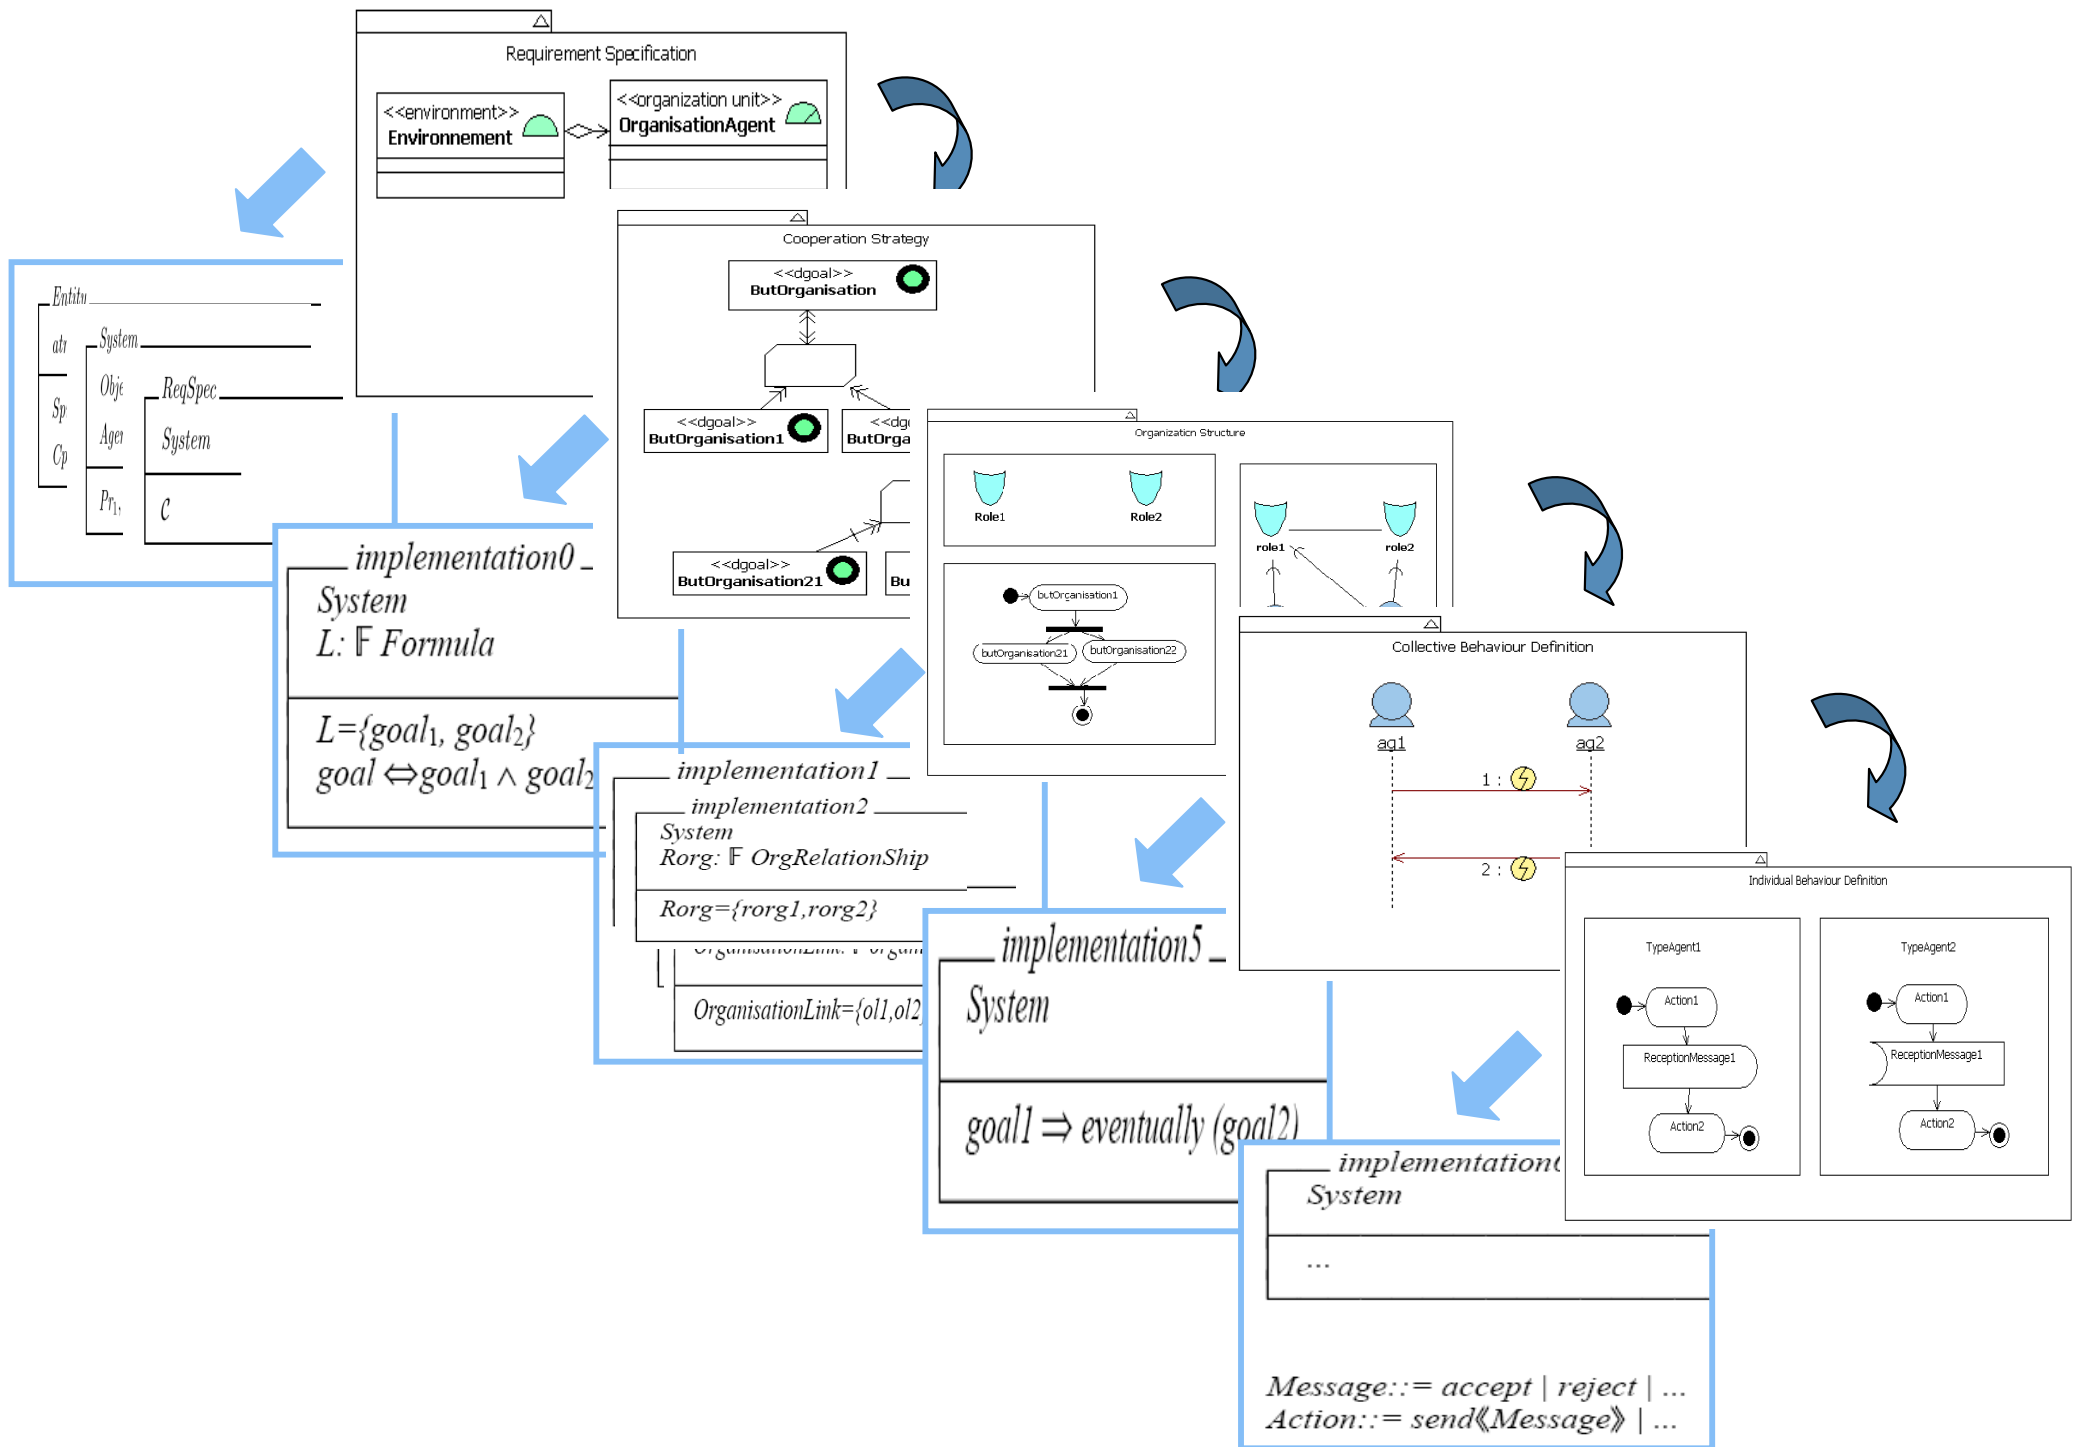 Requirement Specification
<<environment>>
Environnement
<<organization unit>>
OrganisationAgent
Entity
System
ReqSpec
System
C
Cooperation Strategy
<<dgoal>>
ButOrganisation
<<dgoal>>
ButOrganisation1
<<dgoal>>
ButOrganisation21
implementation0
System
L: 𝔽 Formula
L={goal₁, goal₂}
goal ⇔goal₁ ∧ goal₂
Organization Structure
Role1
Role2
role1
role2
butOrganisation1
butOrganisation21
butOrganisation22
implementation1
implementation2
System
Rorg: 𝔽 OrgRelationShip
Rorg={rorg1,rorg2}
OrganisationLink={ol1,ol2
Collective Behaviour Definition
ag1
ag2
1 :
2 :
implementation5
System
goal1 ⇒ eventually (goal2)
Individual Behaviour Definition
TypeAgent1
Action1
ReceptionMessage1
Action2
TypeAgent2
Action1
ReceptionMessage1
Action2
System
...
Message::= accept | reject | ...
Action::= send⟪Message⟫ | ...